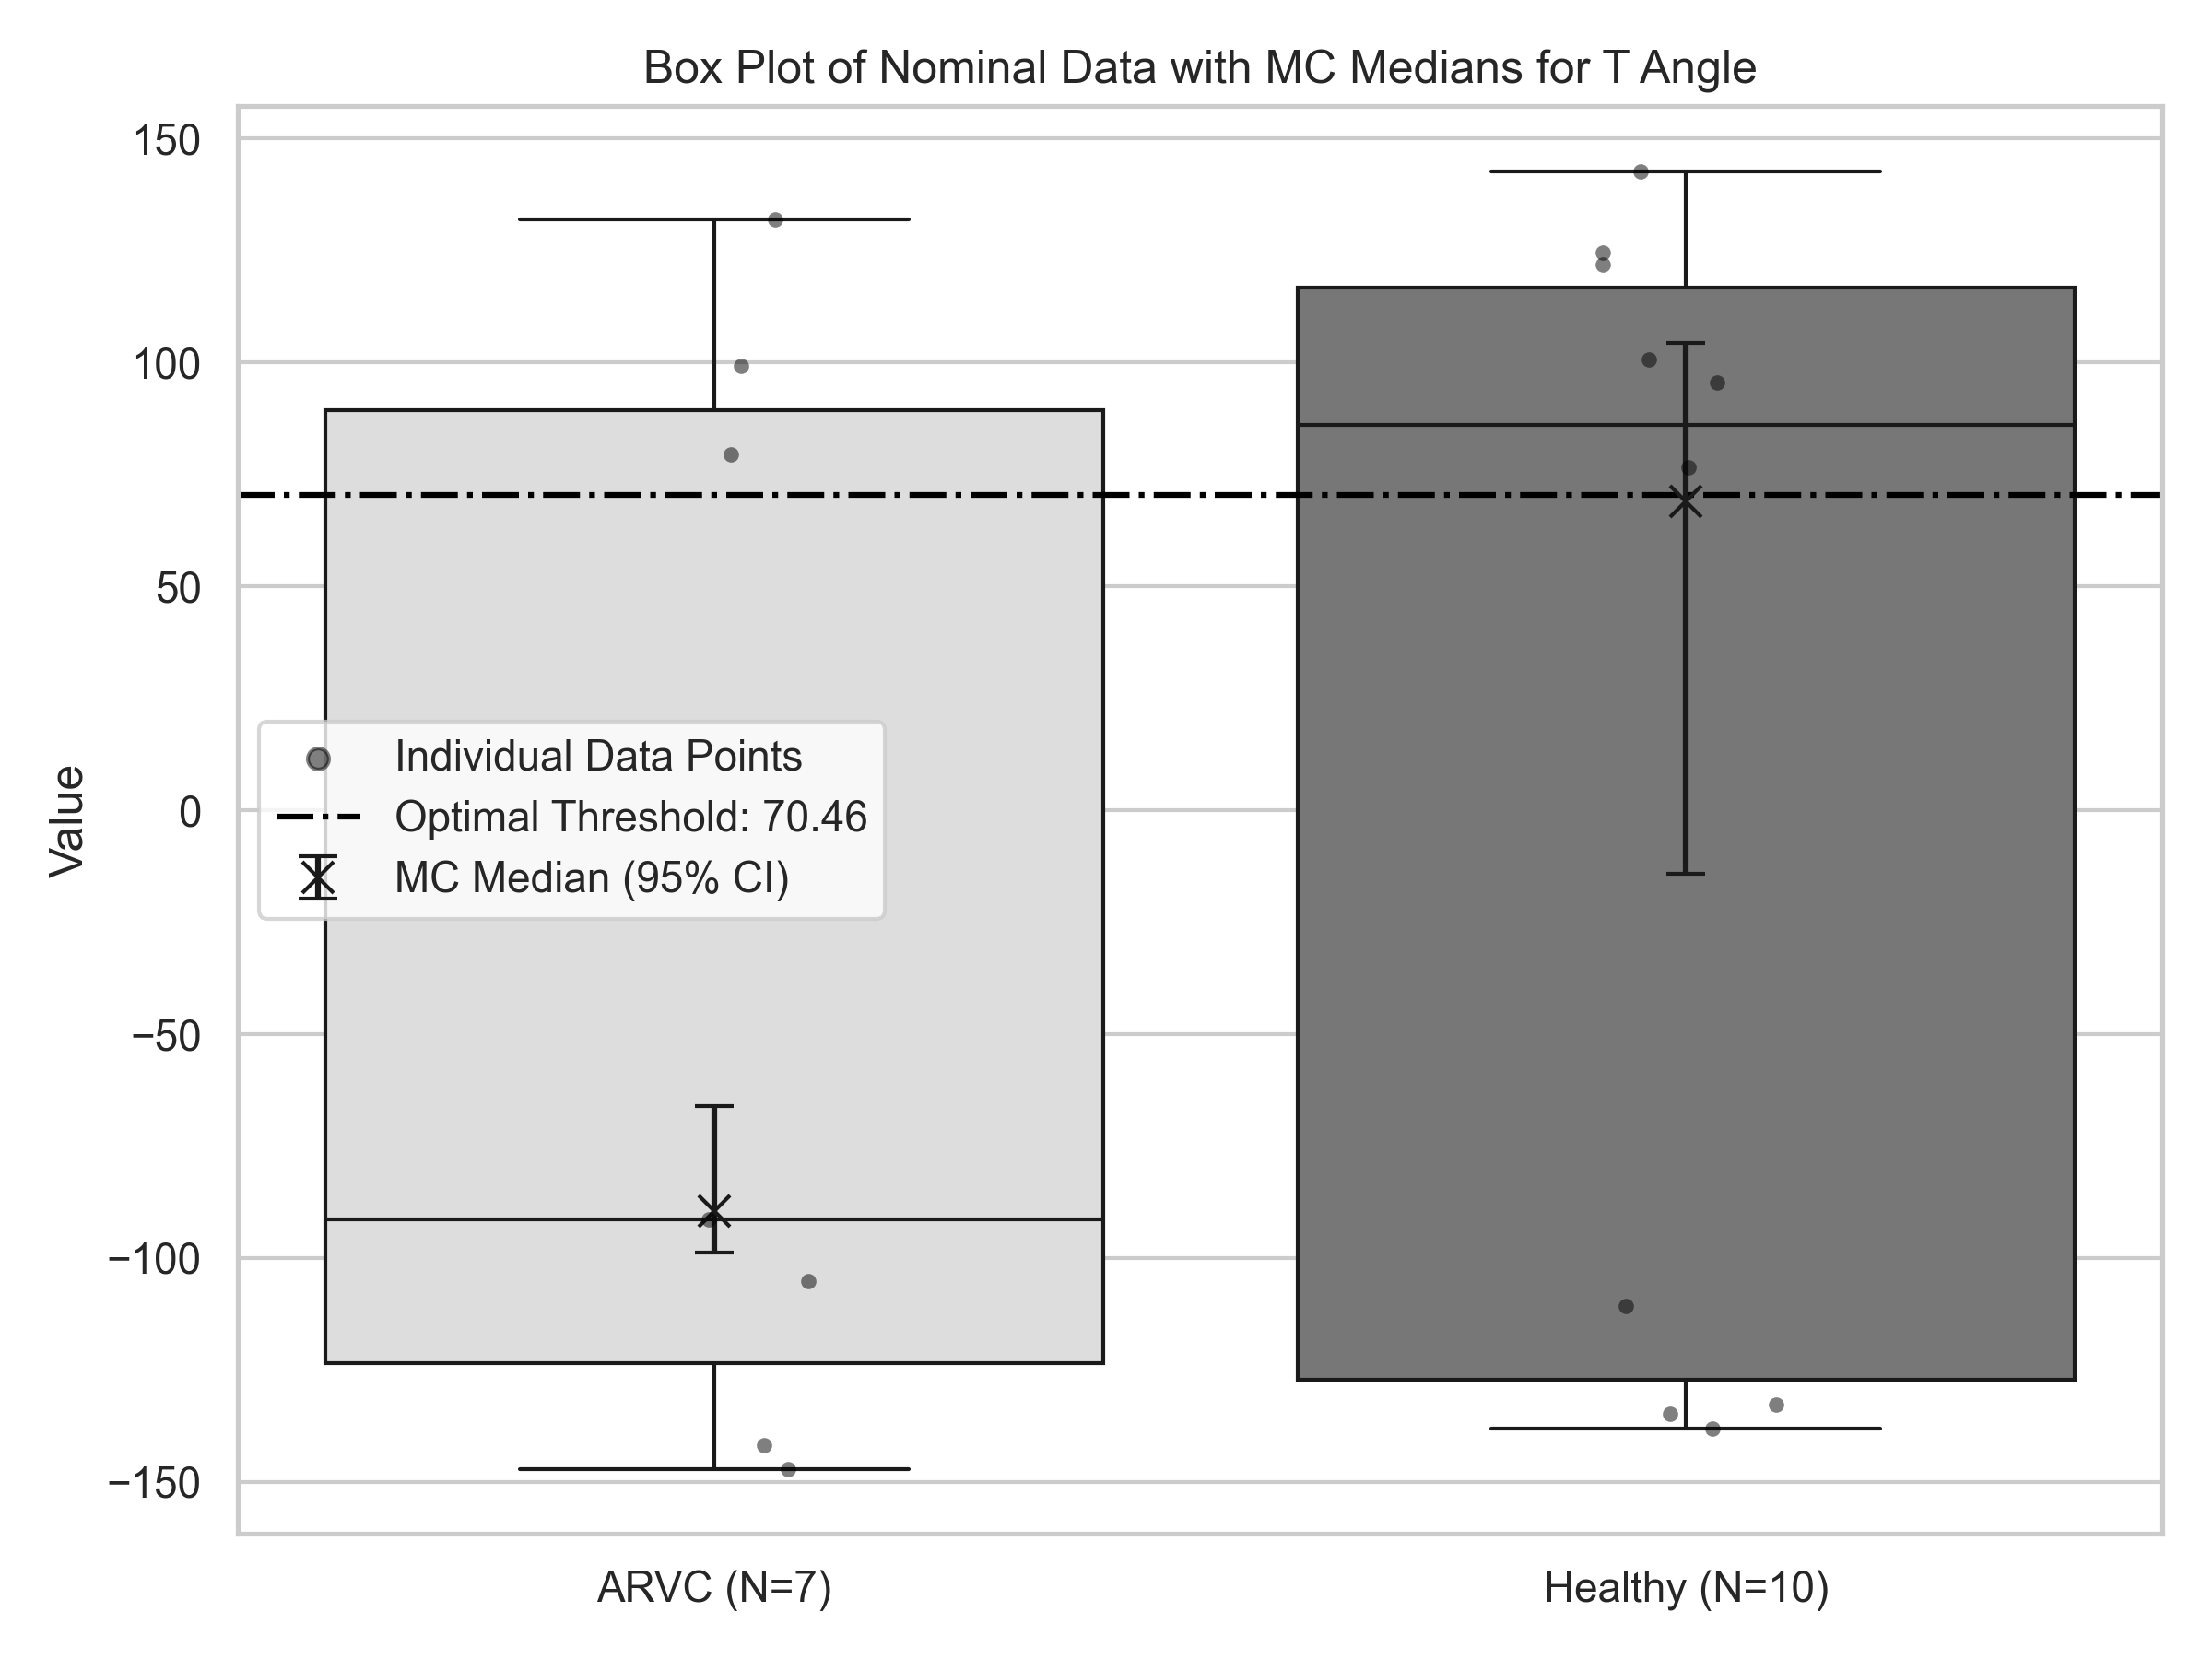 Box Plot of Nominal Data with MC Medians for T Angle
Value
150
100
50
0
−50
−100
−150
Individual Data Points
Optimal Threshold: 70.46
MC Median (95% CI)
ARVC (N=7)
Healthy (N=10)